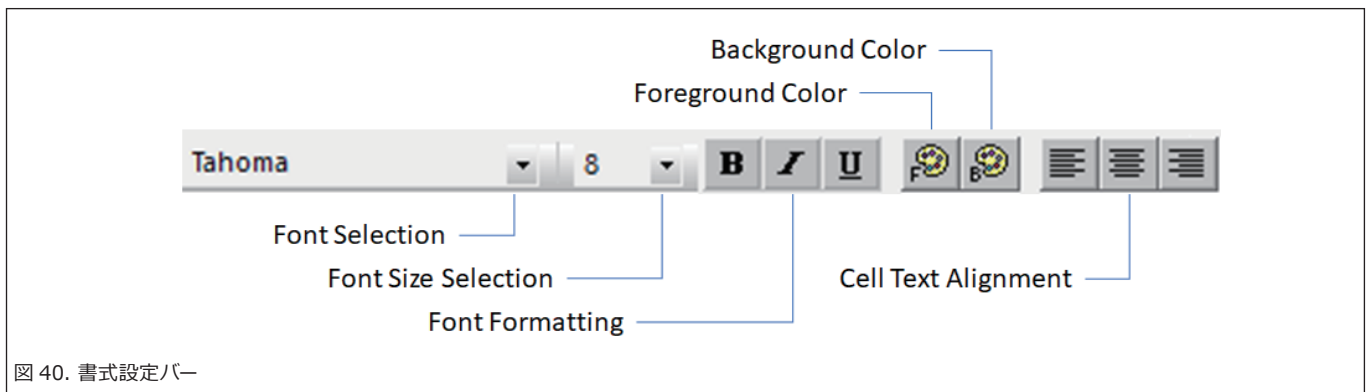 Background Color
Foreground Color
Tahoma
8
B I U
F B
Font Selection
Font Size Selection
Cell Text Alignment
Font Formatting
図 40. 書式設定バー